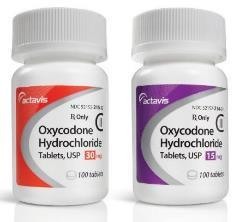 actavis
Rx Only
Oxycodone
Hydrochloride
Tablets, USP 30 mg
100 tablets
actavis
Rx Only
Oxycodone
Hydrochloride
Tablets, USP 15 mg
100 tablets